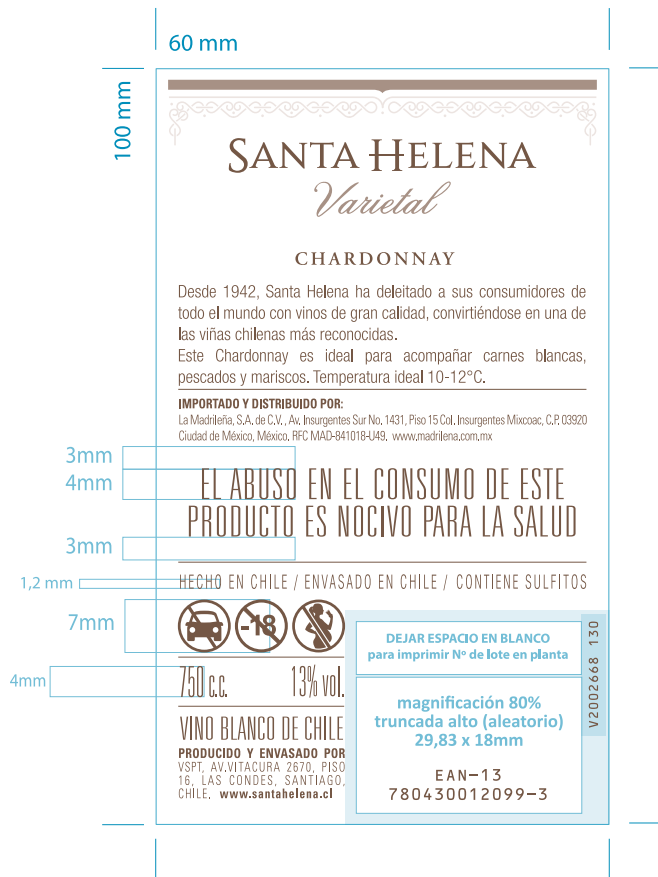 60 mm
100 mm
SANTA HELENA
Varietal
CHARDONNAY
Desde 1942, Santa Helena ha deleitado a sus consumidores de
todo el mundo con vinos de gran calidad, convirtiéndose en una de
las viñas chilenas más reconocidas.
Este Chardonnay es ideal para acompañar carnes blancas,
pescados y mariscos. Temperatura ideal 10-12°C.
IMPORTADO Y DISTRIBUIDO POR:
La Madrileña, S.A. de C.V., Av. Insurgentes Sur No. 1431, Piso 15 Col. Insurgentes Mixcoac, C.P. 03920
Ciudad de México, México. RFC MAD-841018-U49. www.madrilena.com.mx
3mm
4mm
EL ABUSO EN EL CONSUMO DE ESTE
PRODUCTO ES NOCIVO PARA LA SALUD
3mm
1,2 mm
HECHO EN CHILE / ENVASADO EN CHILE / CONTIENE SULFITOS
7mm
-18
4mm
750 c.c. 13% vol.
VINO BLANCO DE CHILE
PRODUCIDO Y ENVASADO POR
VSPT, AV.VITACURA 2670, PISO
16, LAS CONDES, SANTIAGO,
CHILE. www.santahelena.cl
DEJAR ESPACIO EN BLANCO
para imprimir Nº de lote en planta
V2002668 130
magnificación 80%
truncada alto (aleatorio)
29,83 x 18mm
EAN-13
780430012099-3